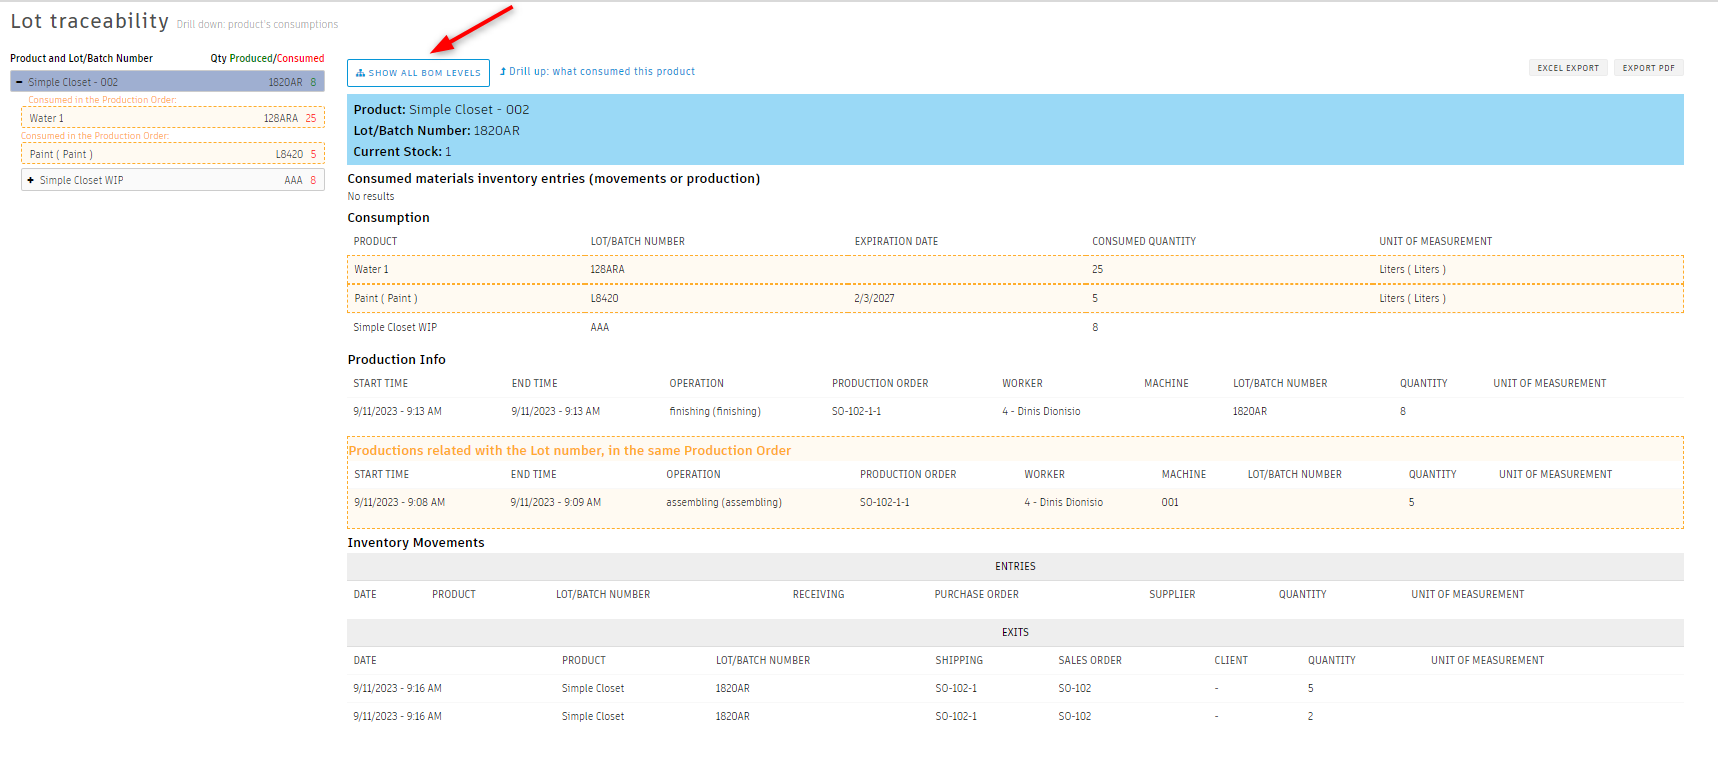 Lot traceability Drill down: product's consumptions
Product and Lot/Batch Number Qty Produced/Consumed
Simple Closet - 002 1820AR 8
Consumed in the Production Order:
Water 1 128ARA 25
Consumed in the Production Order:
Paint ( Paint ) L8420 5
Simple Closet WIP AAA 8
SHOW ALL BOM LEVELS Drill up: what consumed this product
EXCEL EXPORT EXPORT PDF
Product: Simple Closet - 002
Lot/Batch Number: 1820AR
Current Stock: 1
Consumed materials inventory entries (movements or production)
No results
Consumption
PRODUCT LOT/BATCH NUMBER EXPIRATION DATE CONSUMED QUANTITY UNIT OF MEASUREMENT
Water 1 128ARA 25 Liters ( Liters )
Paint ( Paint ) L8420 2/3/2027 5 Liters ( Liters )
Simple Closet WIP AAA 8
Production Info
START TIME END TIME OPERATION PRODUCTION ORDER WORKER MACHINE LOT/BATCH NUMBER QUANTITY UNIT OF MEASUREMENT
9/11/2023 - 9:13 AM 9/11/2023 - 9:13 AM finishing (finishing) SO-102-1-1 4 - Dinis Dionisio 1820AR 8
Productions related with the Lot number, in the same Production Order
START TIME END TIME OPERATION PRODUCTION ORDER WORKER MACHINE LOT/BATCH NUMBER QUANTITY UNIT OF MEASUREMENT
9/11/2023 - 9:08 AM 9/11/2023 - 9:09 AM assembling (assembling) SO-102-1-1 4 - Dinis Dionisio 001 5
Inventory Movements
ENTRIES
DATE PRODUCT LOT/BATCH NUMBER RECEIVING PURCHASE ORDER SUPPLIER QUANTITY UNIT OF MEASUREMENT
EXITS
DATE PRODUCT LOT/BATCH NUMBER SHIPPING SALES ORDER CLIENT QUANTITY UNIT OF MEASUREMENT
9/11/2023 - 9:16 AM Simple Closet 1820AR SO-102-1 SO-102 - 5
9/11/2023 - 9:16 AM Simple Closet 1820AR SO-102-1 SO-102 - 2